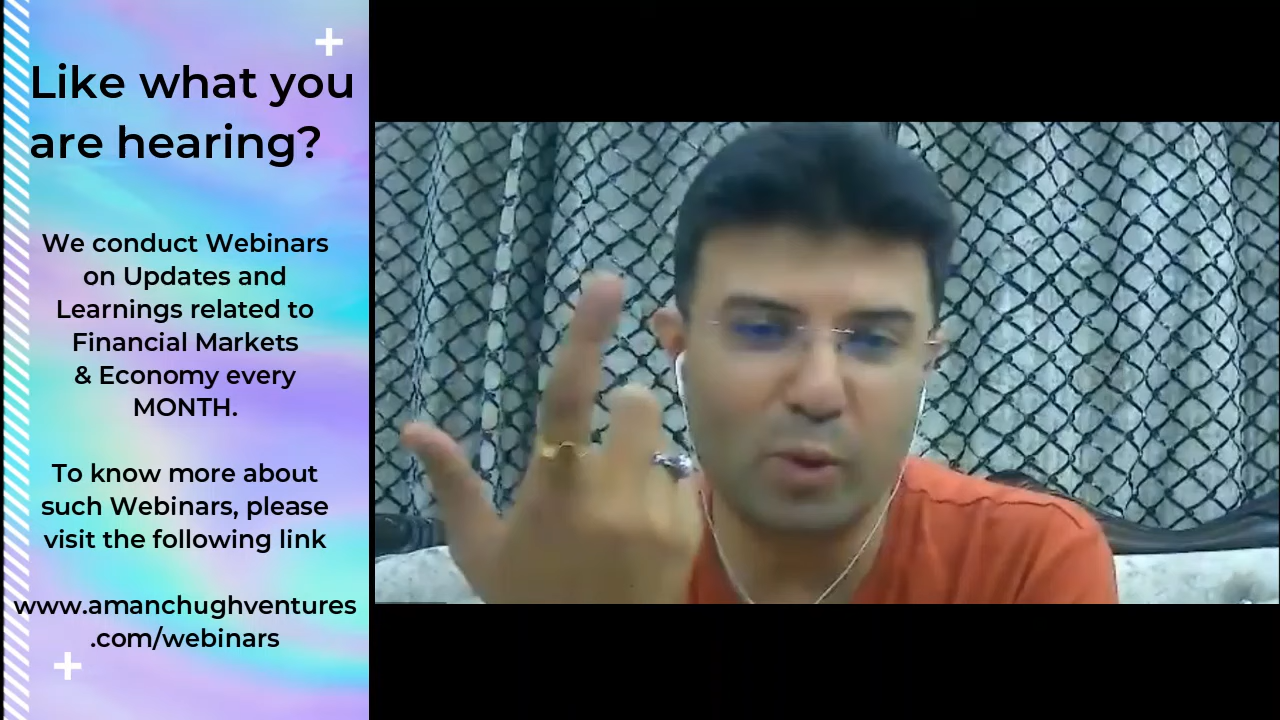 Like what you
are hearing?
We conduct Webinars
on Updates and
Learnings related to
Financial Markets
& Economy every
MONTH.
To know more about
such Webinars, please
visit the following link
www.amanchughventures
.com/webinars